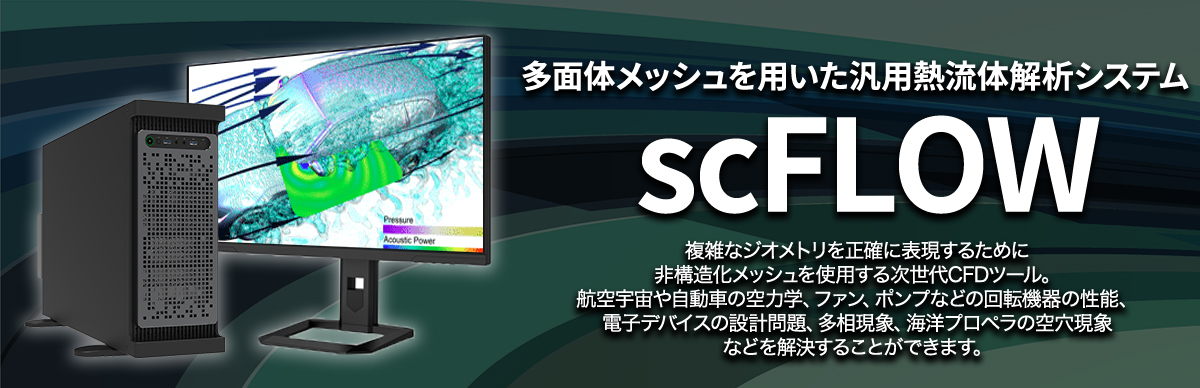 多面体メッシュを用いた汎用熱流体解析システム
scFLOW
複雑なジオメトリを正確に表現するために
非構造化メッシュを使用する次世代CFDツール。
航空宇宙や自動車の空力学、ファン、ポンプなどの回転機器の性能、
電子デバイスの設計問題、多相現象、海洋プロペラの空穴現象
などを解決することができます。
Pressure
Acoustic Power